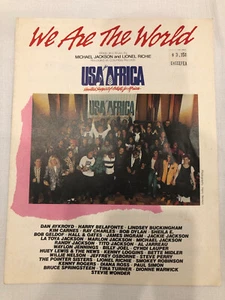 We Are The World
MICHAEL JACKSON and LIONEL RICHIE
USA AFRICA
USA AFRICA
DAN AYKROYD · HARRY BELAFONTE · LINDSEY BUCKINGHAM
KIM CARNES · RAY CHARLES · BOB DYLAN · SHEILA E.
BOB GELDOF · HALL & OATES · JAMES INGRAM · JACKIE JACKSON
LA TOYA JACKSON · MARLON JACKSON · MICHAEL JACKSON
RANDY JACKSON · TITO JACKSON · AL JARREAU
WAYLON JENNINGS · BILLY JOEL · CYNDI LAUPER
HUEY LEWIS & THE NEWS · KENNY LOGGINS · BETTE MIDLER
WILLIE NELSON · JEFFREY OSBORNE · STEVE PERRY
THE POINTER SISTERS · LIONEL RICHIE · SMOKEY ROBINSON
KENNY ROGERS · DIANA ROSS · PAUL SIMON
BRUCE SPRINGSTEEN · TINA TURNER · DIONNE WARWICK
STEVIE WONDER